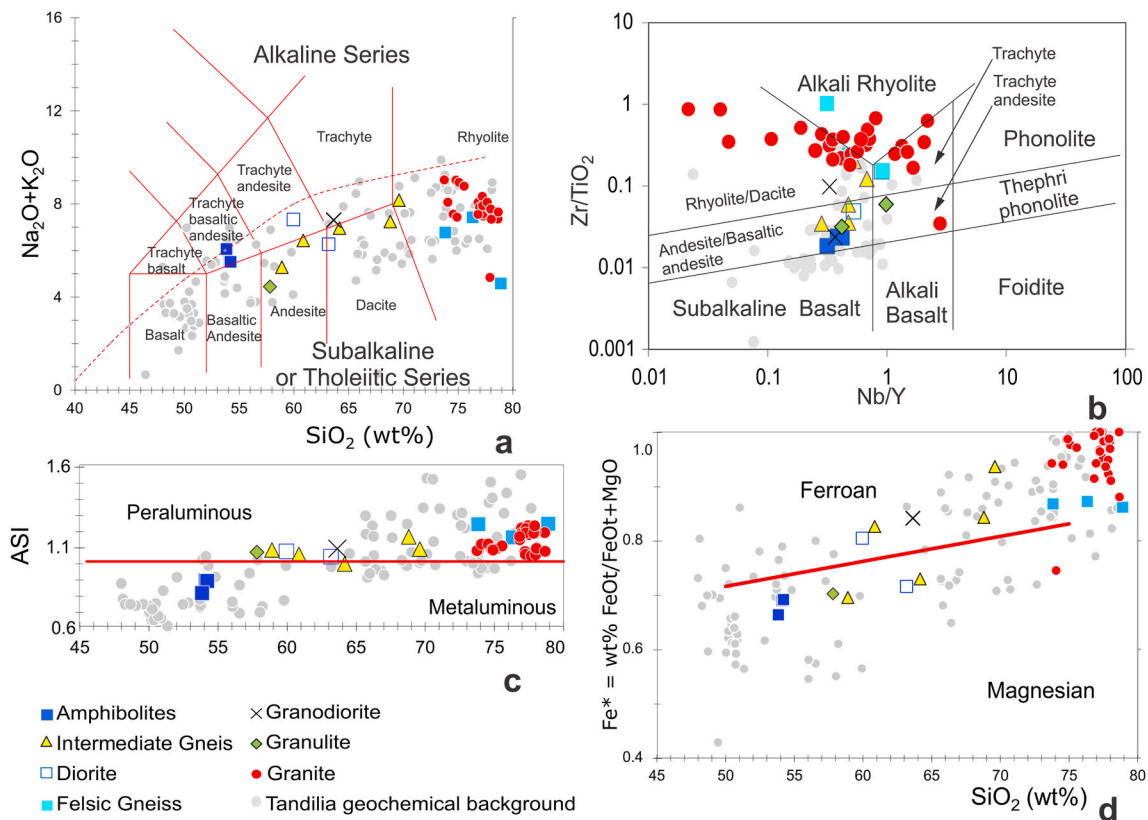 16
12
8
4
0
Na2O+K2O
Alkaline Series
Trachyte
Rhyolite
Trachyte
andesite
Trachyte
basaltic
andesite
Trachyte
basalt
Basalt
Basaltic
Andesite
Andesite
Dacite
Subalkaline
or Tholeiitic Series
40 45 50 55 60 65 70 75 80
SiO2 (wt%)
a
10
1
0.1
0.01
0.001
Zr/TiO2
Alkali Rhyolite
Trachyte
Trachyte
andesite
Phonolite
Rhyolite/Dacite
Thephri
phonolite
Andesite/Basaltic
andesite
Subalkaline Basalt
Alkali
Basalt
Foidite
0.01 0.1 1 10 100
Nb/Y
b
1.6
1.1
0.6
ASI
Peraluminous
Metaluminous
45 50 55 60 65 70 75 80
c
1.0
0.8
0.6
0.4
Fe* = wt% FeOt/FeOt+MgO
Ferroan
Magnesian
45 50 55 60 65 70 75 80
SiO2 (wt%)
d
Amphibolites
Intermediate Gneis
Diorite
Felsic Gneiss
Granodiorite
Granulite
Granite
Tandilia geochemical background